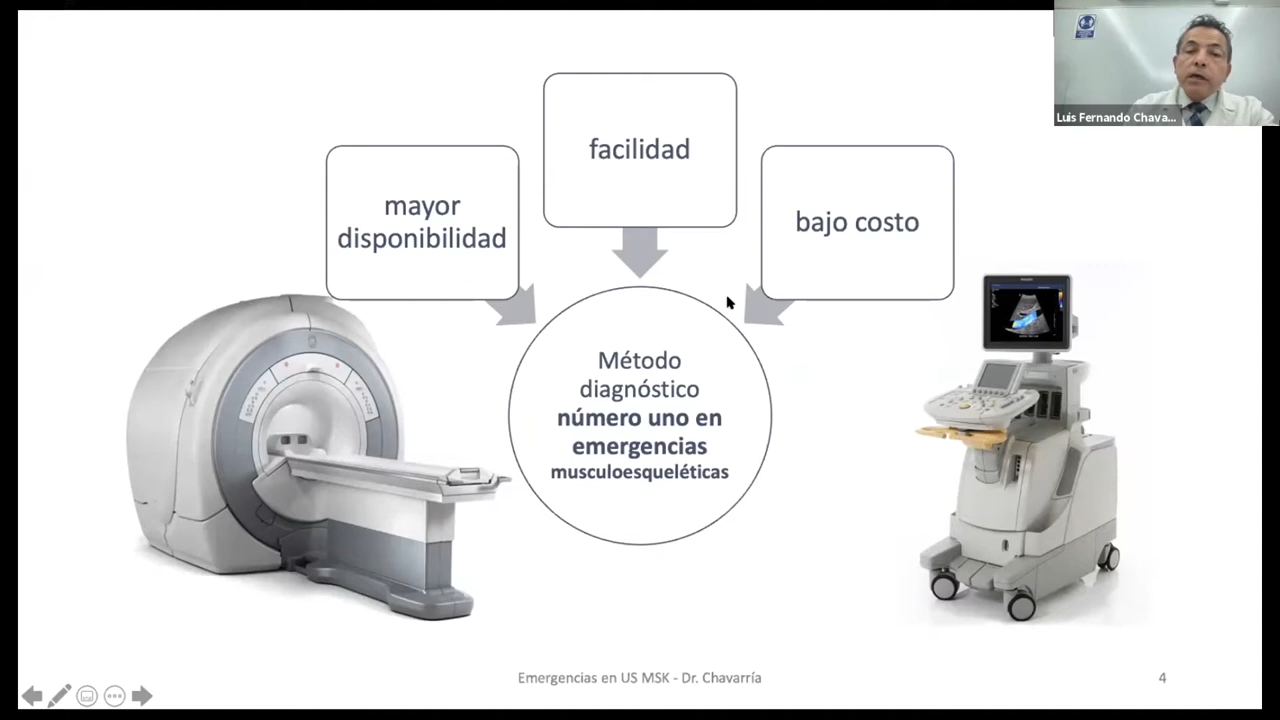 Luis Fernando Chava...
facilidad
mayor
disponibilidad
bajo costo
Método
diagnóstico
número uno en
emergencias
musculoesqueléticas
Emergencias en US MSK - Dr. Chavarría
4